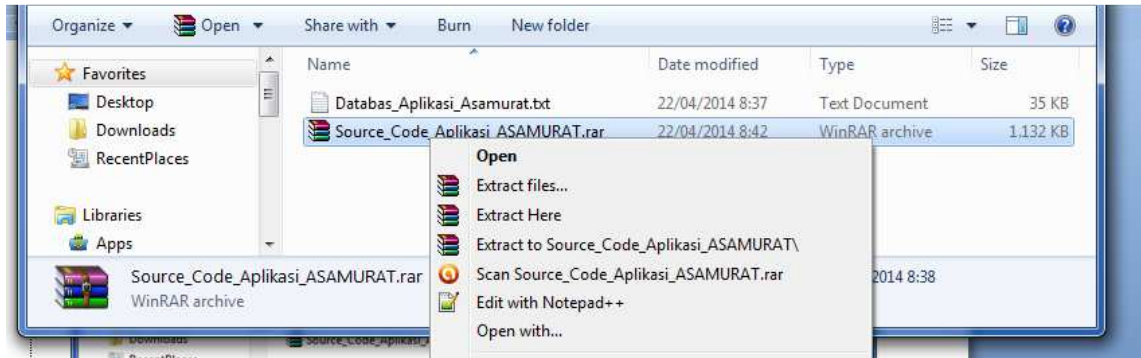 Organize Open Share with Burn New folder
Name Date modified Type Size
Favorites
Desktop
Downloads
RecentPlaces
Libraries
Apps
Databas_Aplikasi_Asamurat.txt 22/04/2014 8:37 Text Document 35 KB
Source_Code_Aplikasi_ASAMURAT.rar 22/04/2014 8:42 WinRAR archive 1.132 KB
Open
Extract files...
Extract Here
Extract to Source_Code_Aplikasi_ASAMURAT\
Scan Source_Code_Aplikasi_ASAMURAT.rar
Edit with Notepad++
Open with...
Source_Code_Aplikasi_ASAMURAT.rar
WinRAR archive
2014 8:38
Downloads